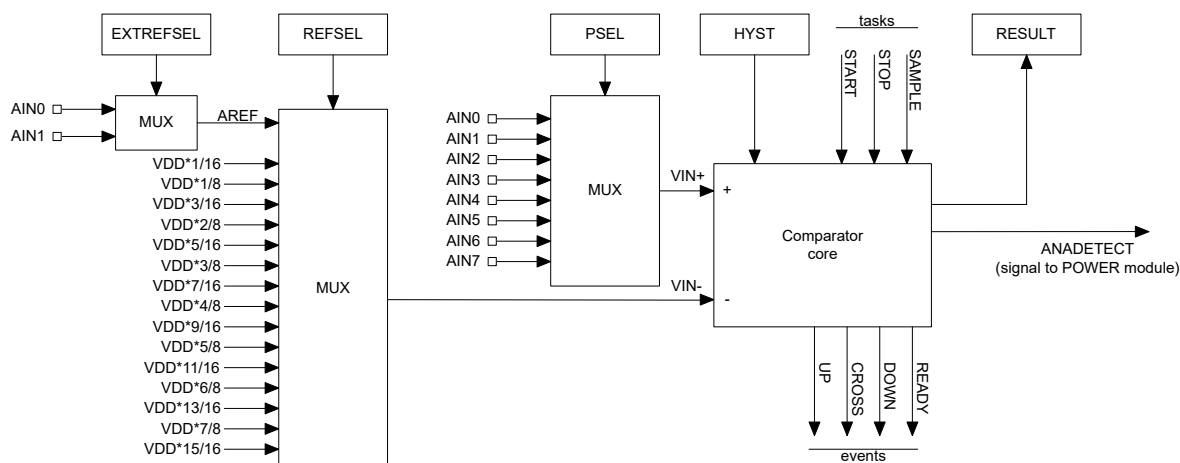 tasks
EXTREFSEL
REFSEL
PSEL
HYST
RESULT
START
STOP
SAMPLE
AIN0
AIN1
MUX
AREF
VDD*1/16
VDD*1/8
VDD*3/16
VDD*2/8
VDD*5/16
VDD*3/8
VDD*7/16
VDD*4/8
VDD*9/16
VDD*5/8
VDD*11/16
VDD*6/8
VDD*13/16
VDD*7/8
VDD*15/16
MUX
AIN0
AIN1
AIN2
AIN3
AIN4
AIN5
AIN6
AIN7
MUX
VIN+
VIN-
+
-
Comparator
core
ANADETECT
(signal to POWER module)
UP
CROSS
DOWN
READY
events